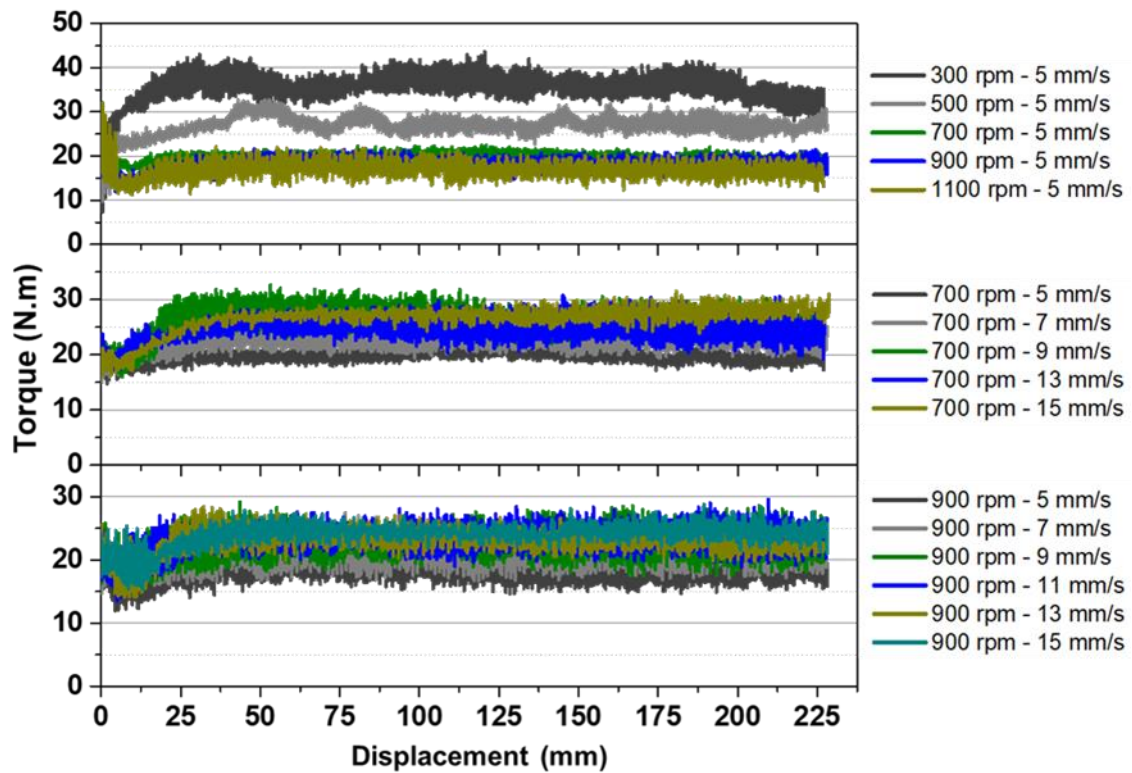 50
40
30
20
10
0
300 rpm - 5 mm/s
500 rpm - 5 mm/s
700 rpm - 5 mm/s
900 rpm - 5 mm/s
1100 rpm - 5 mm/s
Torque (N.m)
30
20
10
0
700 rpm - 5 mm/s
700 rpm - 7 mm/s
700 rpm - 9 mm/s
700 rpm - 13 mm/s
700 rpm - 15 mm/s
30
20
10
0
900 rpm - 5 mm/s
900 rpm - 7 mm/s
900 rpm - 9 mm/s
900 rpm - 11 mm/s
900 rpm - 13 mm/s
900 rpm - 15 mm/s
0 25 50 75 100 125 150 175 200 225
Displacement (mm)